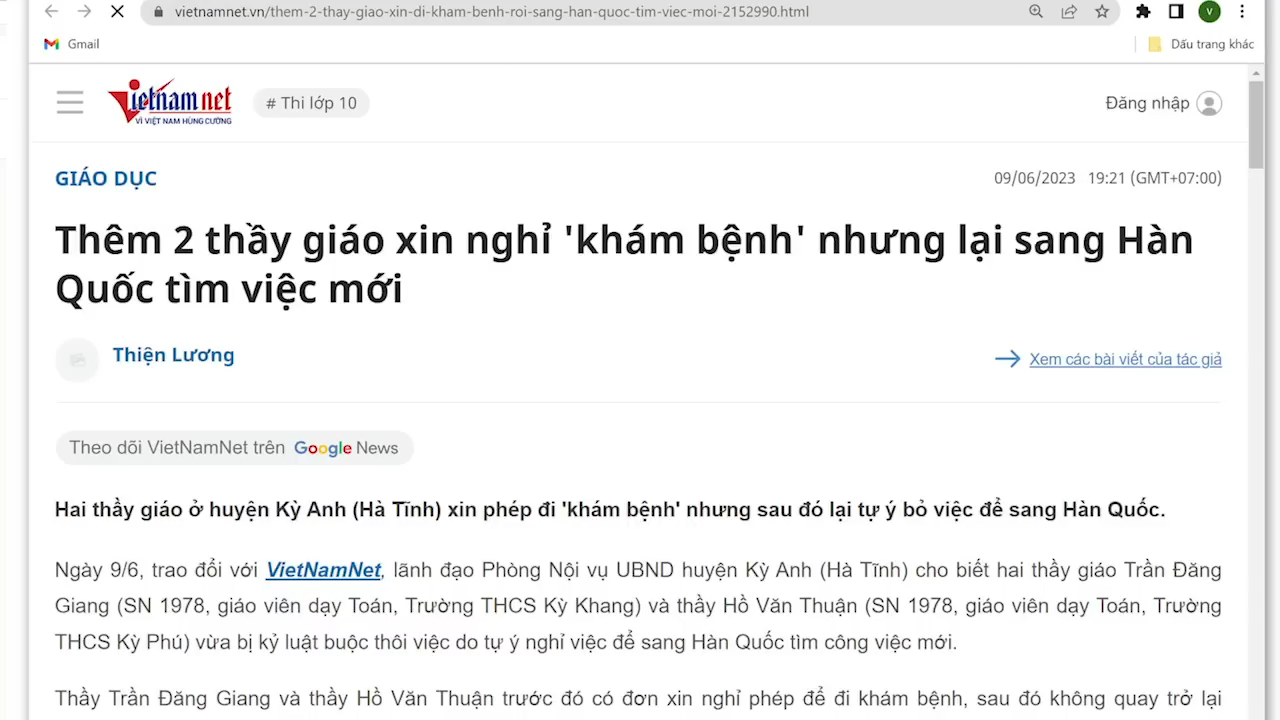 vietnamnet.vn/them-2-thay-giao-xin-di-kham-benh-roi-sang-han-quoc-tim-viec-moi-2152990.html
V
Gmail
Dấu trang khác
Vietnamnet
VÌ VIỆT NAM HÙNG CƯỜNG
# Thi lớp 10
Đăng nhập
GIÁO DỤC
09/06/2023 19:21 (GMT+07:00)
Thêm 2 thầy giáo xin nghỉ 'khám bệnh' nhưng lại sang Hàn
Quốc tìm việc mới
Thiện Lương
Xem các bài viết của tác giả
Theo dõi VietNamNet trên Google News
Hai thầy giáo ở huyện Kỳ Anh (Hà Tĩnh) xin phép đi 'khám bệnh' nhưng sau đó lại tự ý bỏ việc để sang Hàn Quốc.
Ngày 9/6, trao đổi với VietNamNet, lãnh đạo Phòng Nội vụ UBND huyện Kỳ Anh (Hà Tĩnh) cho biết hai thầy giáo Trần Đăng
Giang (SN 1978, giáo viên dạy Toán, Trường THCS Kỳ Khang) và thầy Hồ Văn Thuận (SN 1978, giáo viên dạy Toán, Trường
THCS Kỳ Phú) vừa bị kỷ luật buộc thôi việc do tự ý nghỉ việc để sang Hàn Quốc tìm công việc mới.
Thầy Trần Đăng Giang và thầy Hồ Văn Thuận trước đó có đơn xin nghỉ phép để đi khám bệnh, sau đó không quay trở lại